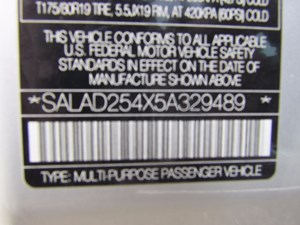 T175/80R19 TIRE, 5.5JX19 RIM, AT 420KPA (60PSI) COLD
THIS VEHICLE CONFORMS TO ALL APPLICABLE
U.S. FEDERAL MOTOR VEHICLE SAFETY
STANDARDS IN EFFECT ON THE DATE OF
MANUFACTURE SHOWN ABOVE
*SALAD254X5A329489*
TYPE: MULTI-PURPOSE PASSENGER VEHICLE